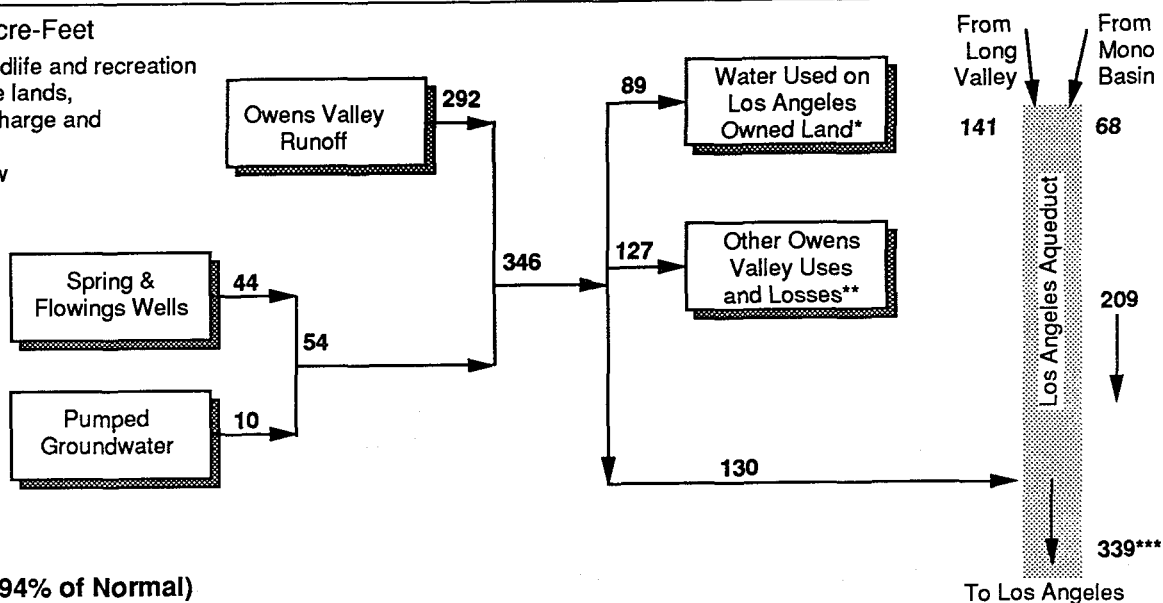 cre-Feet
dlife and recreation
e lands,
harge and
w
Owens Valley
Runoff
292
Spring &
Flowings Wells
44
54
Pumped
Groundwater
10
346
89
Water Used on
Los Angeles
Owned Land*
127
Other Owens
Valley Uses
and Losses**
130
From
Long
Valley
From
Mono
Basin
141
68
Los Angeles Aqueduct
209
339***
To Los Angeles
94% of Normal)